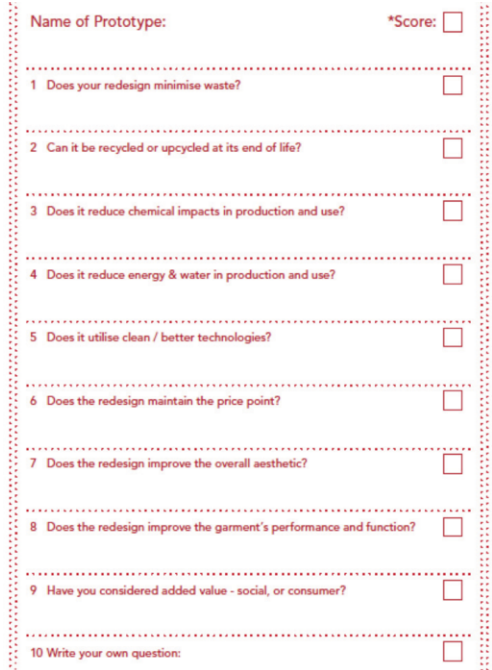 Name of Prototype: *Score:
1 Does your redesign minimise waste?
2 Can it be recycled or upcycled at its end of life?
3 Does it reduce chemical impacts in production and use?
4 Does it reduce energy & water in production and use?
5 Does it utilise clean / better technologies?
6 Does the redesign maintain the price point?
7 Does the redesign improve the overall aesthetic?
8 Does the redesign improve the garment's performance and function?
9 Have you considered added value - social, or consumer?
10 Write your own question: